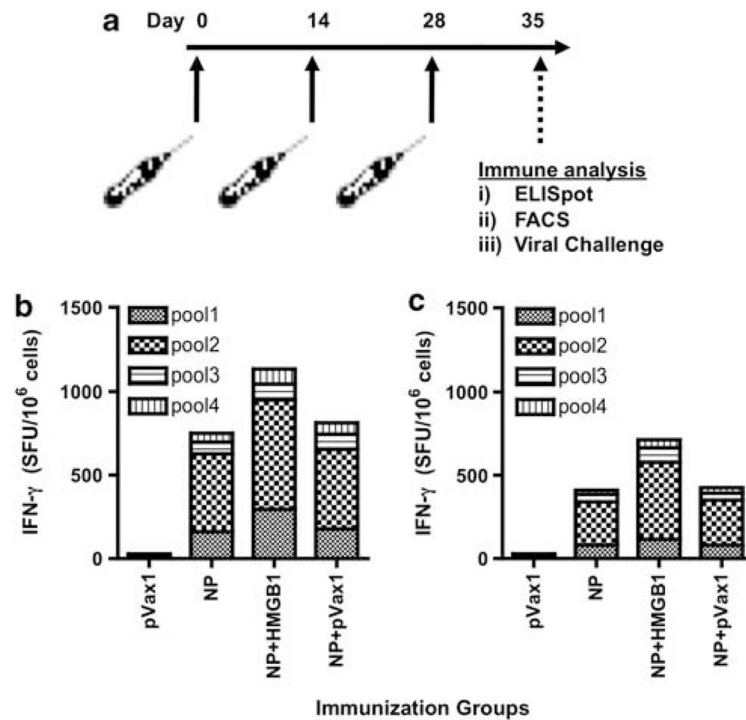 a
Day 0 14 28 35
Immune analysis
i) ELISpot
ii) FACS
iii) Viral Challenge
b
IFN-γ (SFU/10⁶ cells)
1500
1000
500
0
pool1
pool2
pool3
pool4
pVax1
NP
NP+HMGB1
NP+pVax1
c
IFN-γ (SFU/10⁶ cells)
1500
1000
500
0
pool1
pool2
pool3
pool4
pVax1
NP
NP+HMGB1
NP+pVax1
Immunization Groups